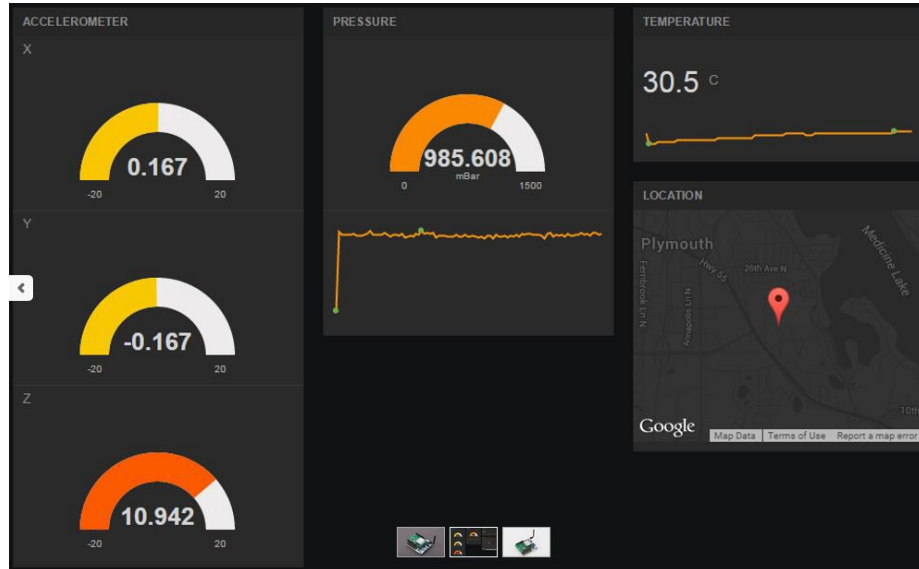 ACCELEROMETER
X
0.167
-20 20
Y
-0.167
-20 20
Z
10.942
-20 20
PRESSURE
985.608
mBar
0 1500
TEMPERATURE
30.5 C
LOCATION
Plymouth
Medicine Lake
Hwy 55
26th Ave N
Fernbrook Ln N
Annapolis Ln N
10th
Google
Map Data Terms of Use Report a map error